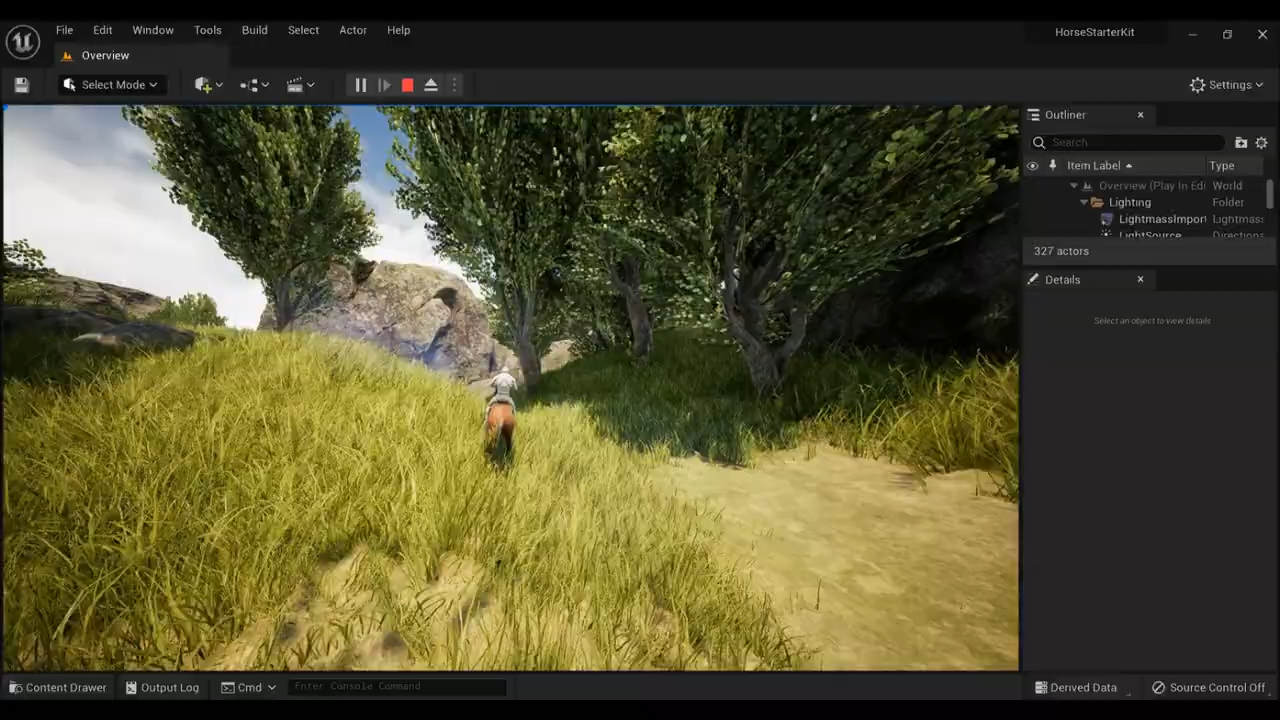 File Edit Window Tools Build Select Actor Help
HorseStarterKit
Overview
Select Mode
Settings
Outliner
Search
Item Label Type
Overview (Play In Edi World
Lighting Folder
LightmassImport Lightmass
LightSource Directiona
327 actors
Details
Select an object to view details
Content Drawer Output Log Cmd Enter Console Command Derived Data Source Control Off